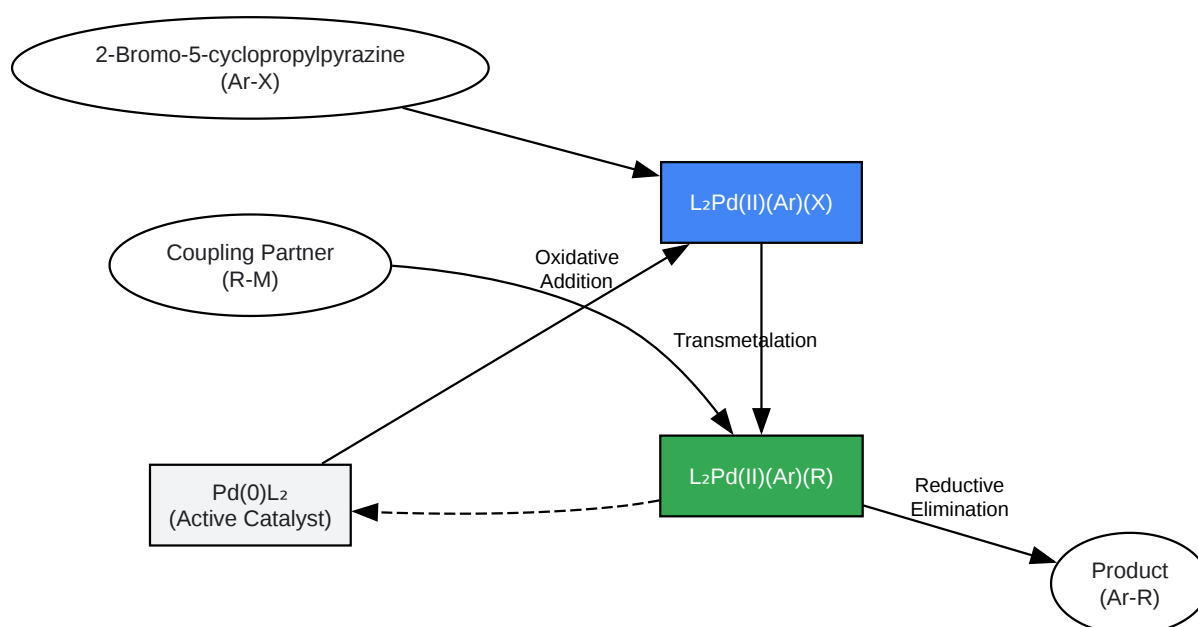 2-Bromo-5-cyclopropylpyrazine
(Ar-X)
L₂Pd(II)(Ar)(X)
Coupling Partner
(R-M)
Oxidative
Addition
Transmetalation
L₂Pd(II)(Ar)(R)
Pd(0)L₂
(Active Catalyst)
Reductive
Elimination
Product
(Ar-R)